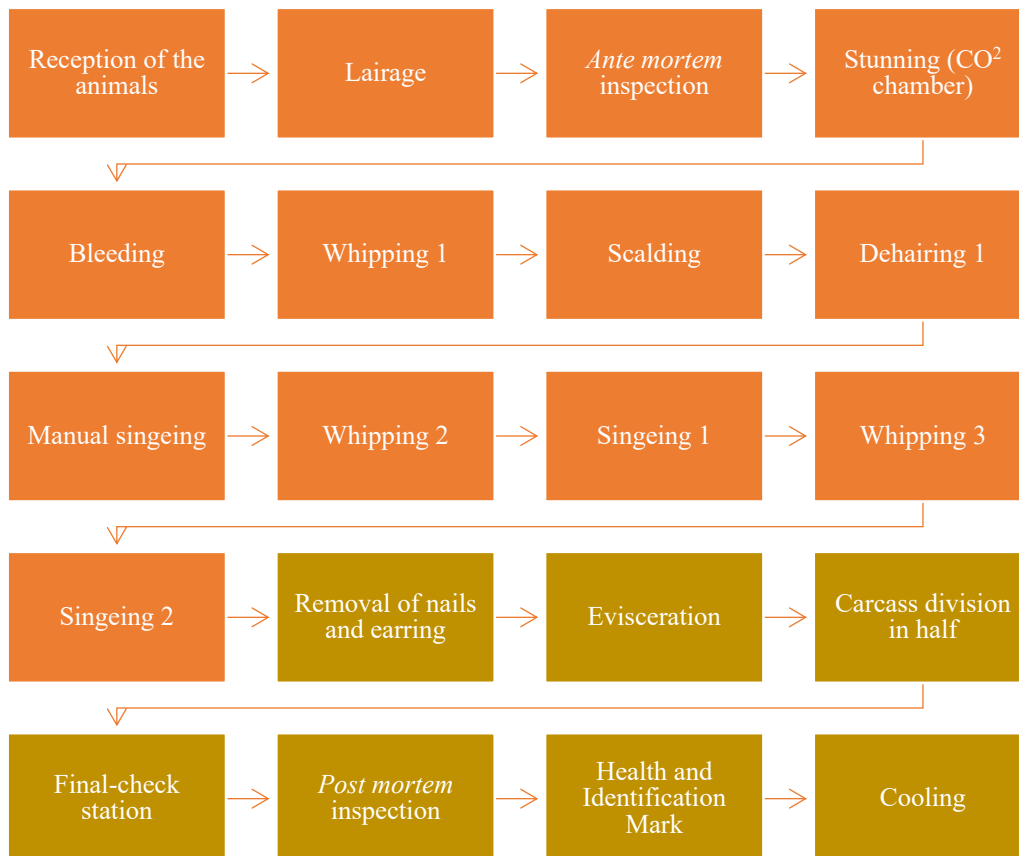 Reception of the
animals
Lairage
Ante mortem
inspection
Stunning (CO²
chamber)
Bleeding
Whipping 1
Scalding
Dehairing 1
Manual singeing
Whipping 2
Singeing 1
Whipping 3
Singeing 2
Removal of nails
and earring
Evisceration
Carcass division
in half
Final-check
station
Post mortem
inspection
Health and
Identification
Mark
Cooling